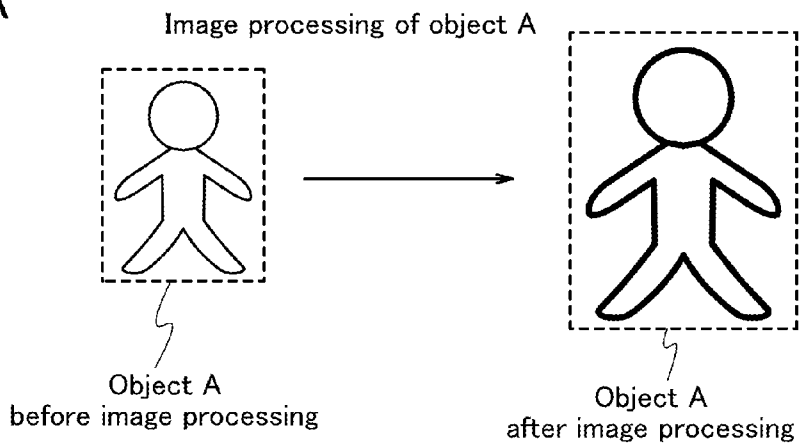 Image processing of object A
Object A
before image processing
Object A
after image processing